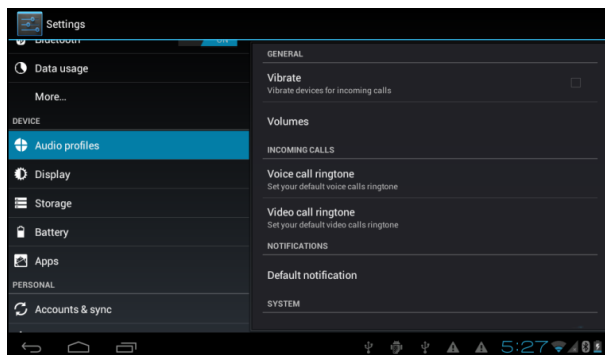 Settings
Bluetooth
ON
Data usage
More...
DEVICE
Audio profiles
Display
Storage
Battery
Apps
PERSONAL
Accounts & sync
GENERAL
Vibrate
Vibrate devices for incoming calls
Volumes
INCOMING CALLS
Voice call ringtone
Set your default voice calls ringtone
Video call ringtone
Set your default video calls ringtone
NOTIFICATIONS
Default notification
SYSTEM
5:27